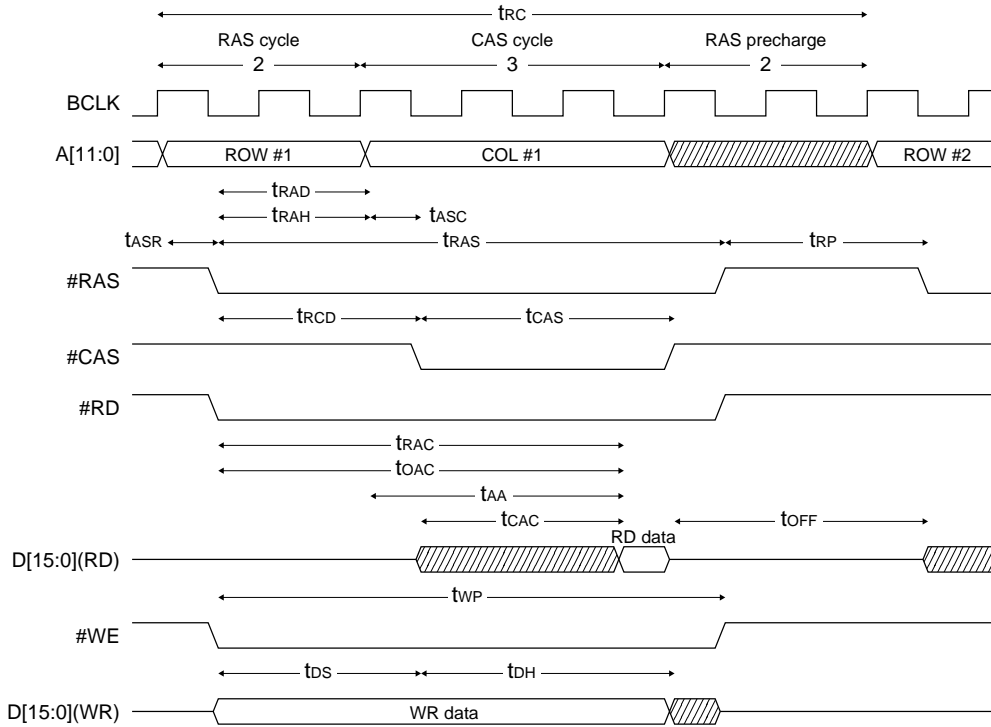 tRC
RAS cycle CAS cycle RAS precharge
2 3 2
BCLK
A[11:0] ROW #1 COL #1 ROW #2
tRAD
tRAH tASC
tASR tRAS tRP
#RAS
tRCD tCAS
#CAS
#RD
tRAC
tOAC
tAA
tCAC tOFF
RD data
D[15:0](RD)
tWP
#WE
tDS tDH
D[15:0](WR) WR data